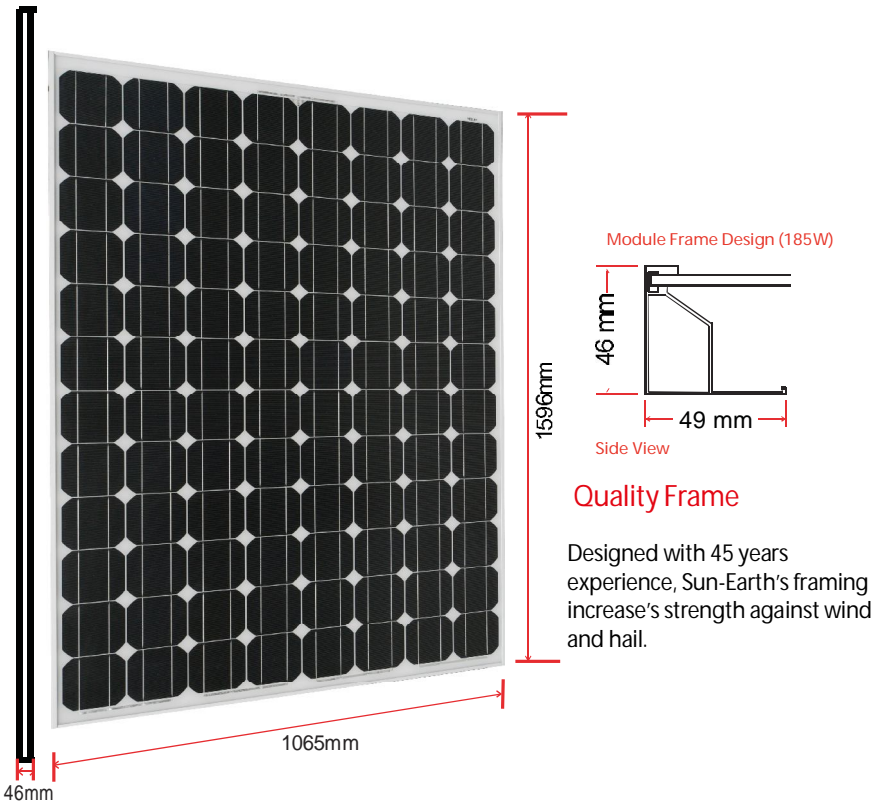 Module Frame Design (185W)
46 mm
49 mm
Side View
1596mm
Quality Frame
Designed with 45 years
experience, Sun-Earth's framing
increase's strength against wind
and hail.
1065mm
46mm